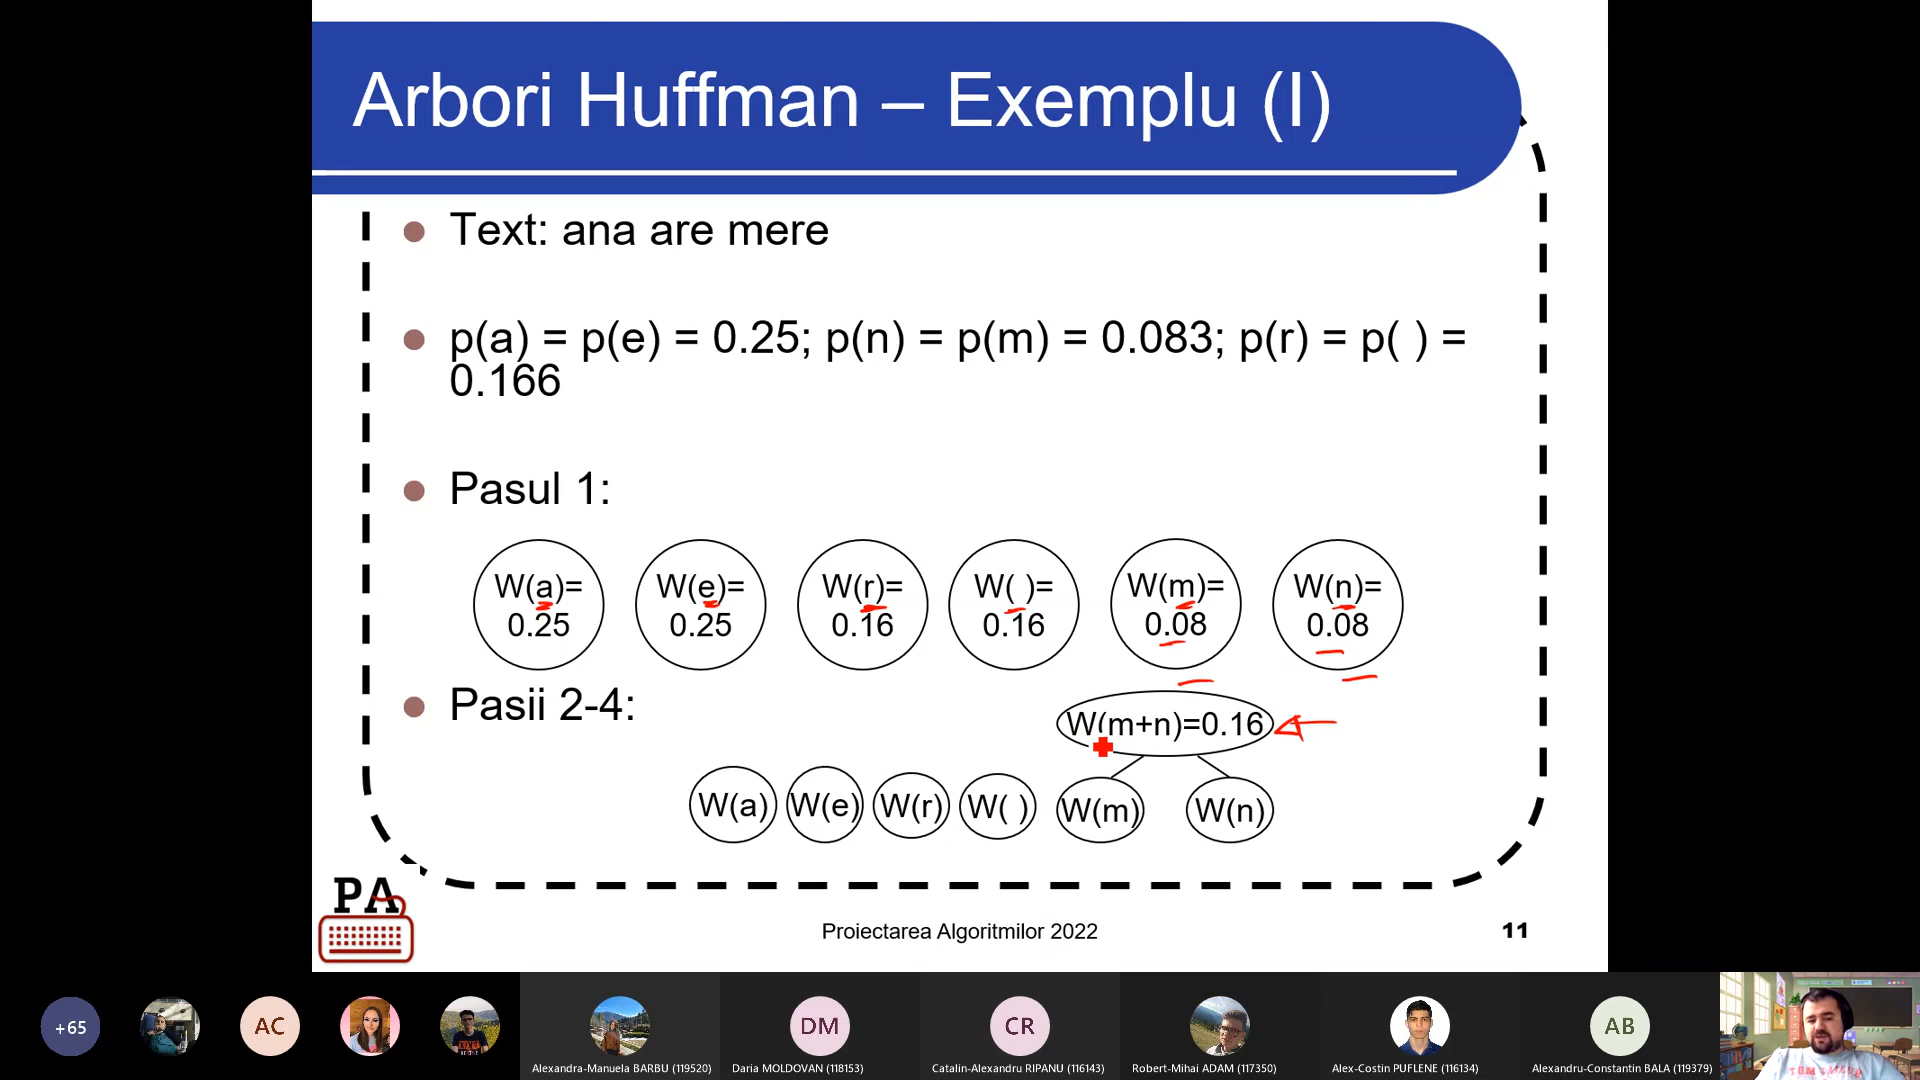 Arbori Huffman – Exemplu (I)
Text: ana are mere
p(a) = p(e) = 0.25; p(n) = p(m) = 0.083; p(r) = p( ) =
0.166
Pasul 1:
W(a)= W(e)= W(r)= W( )= W(m)= W(n)=
0.25 0.25 0.16 0.16 0.08 0.08
Pasii 2-4:
W(m+n)=0.16
W(a) W(e) W(r) W( ) W(m) W(n)
PA
Proiectarea Algoritmilor 2022
11
+65
AC
DM
CR
AB
Alexandra-Manuela BARBU (119520)
Daria MOLDOVAN (118153)
Catalin-Alexandru RIPANU (116143)
Robert-Mihai ADAM (117350)
Alex-Costin PUFLENE (116134)
Alexandru-Constantin BALA (119379)